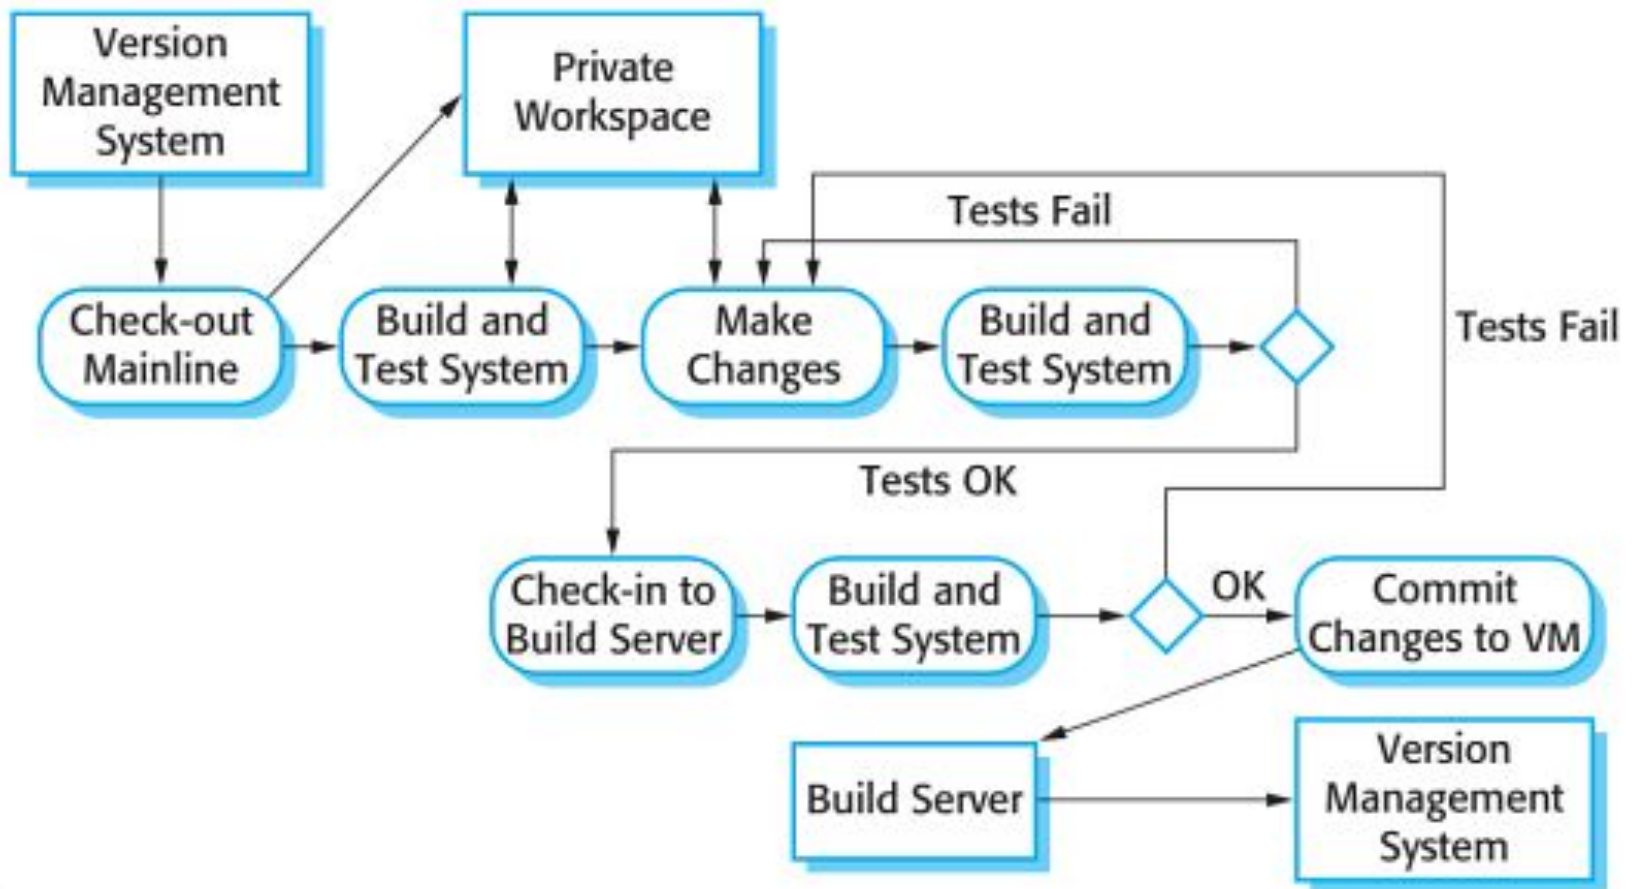 Version
Management
System
Private
Workspace
Tests Fail
Check-out
Mainline
Build and
Test System
Make
Changes
Build and
Test System
Tests Fail
Tests OK
Check-in to
Build Server
Build and
Test System
OK
Commit
Changes to VM
Build Server
Version
Management
System